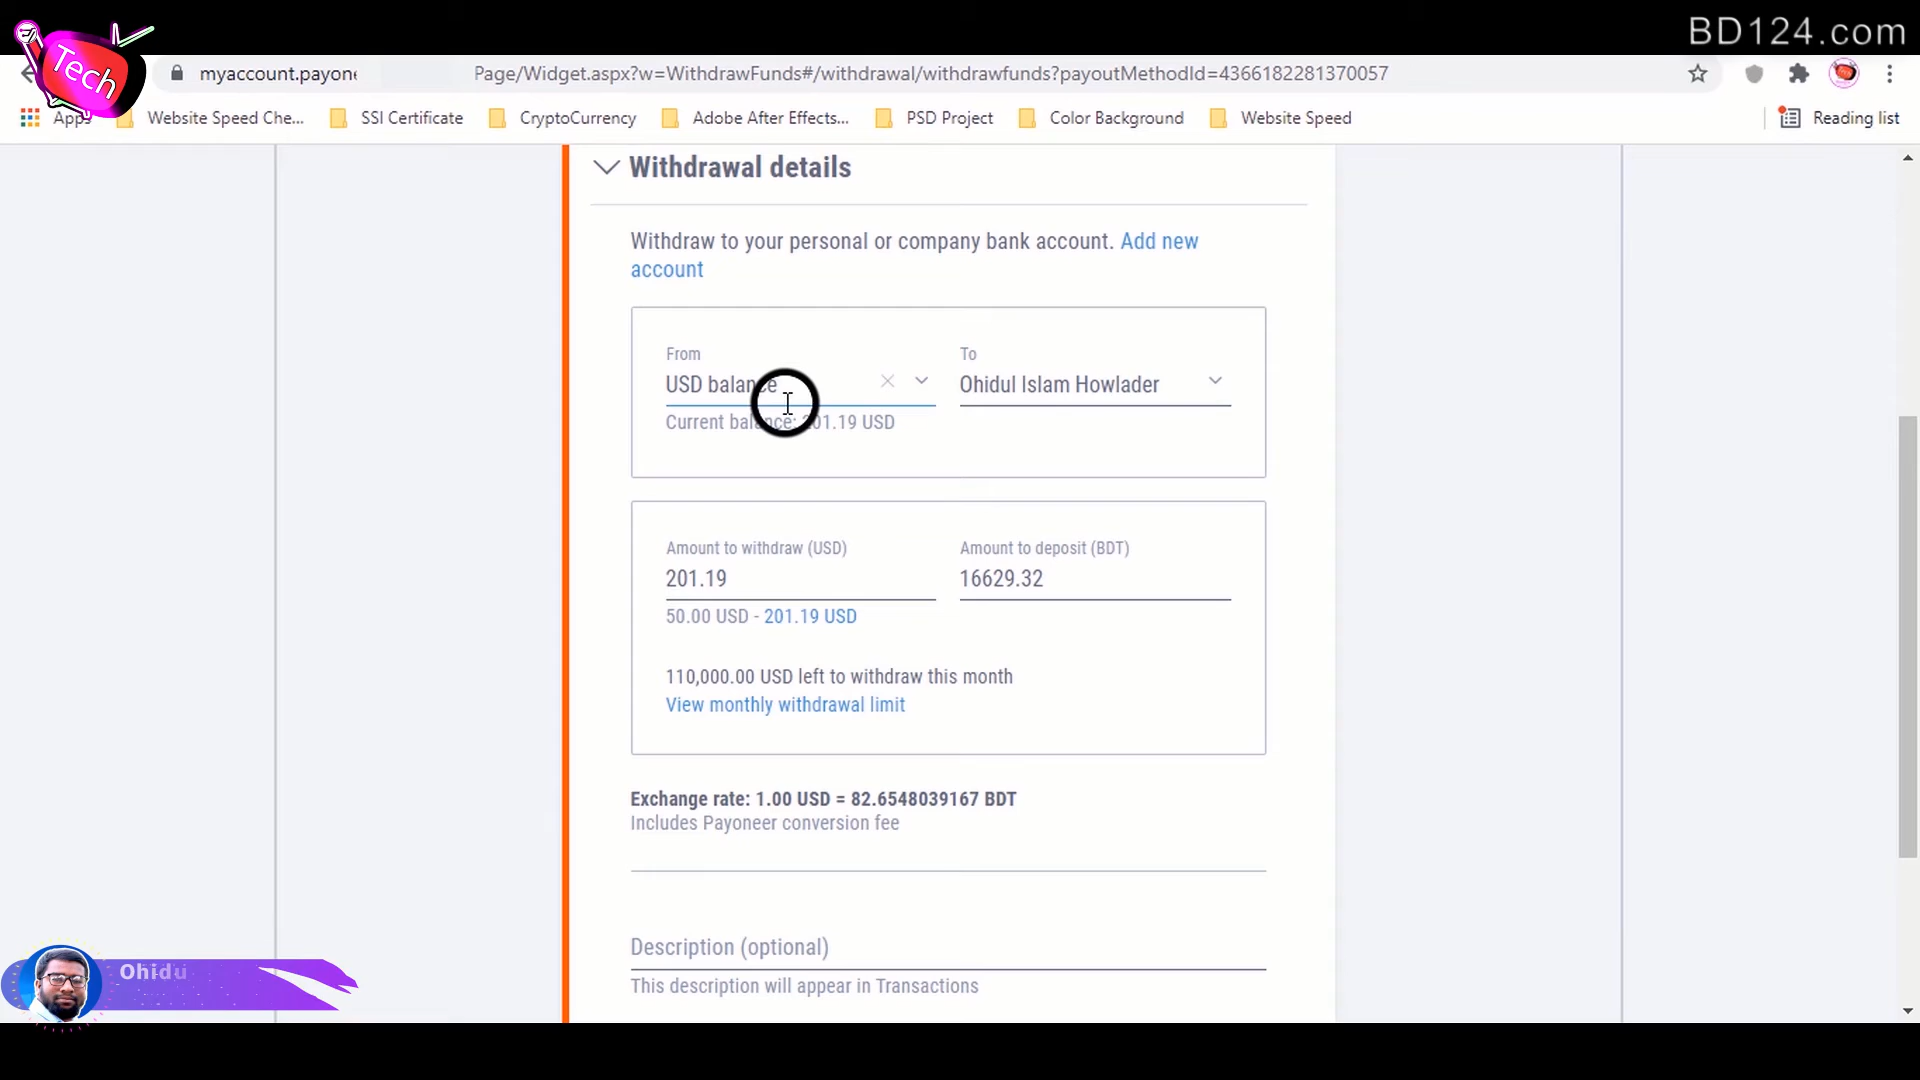 BD124.com
Tech
myaccount.payone
Page/Widget.aspx?w=WithdrawFunds#/withdrawal/withdrawfunds?payoutMethodId=4366182281370057
Apps
Website Speed Che...
SSI Certificate
CryptoCurrency
Adobe After Effects...
PSD Project
Color Background
Website Speed
Reading list
Withdrawal details
Withdraw to your personal or company bank account. Add new
account
From
To
USD balance
Ohidul Islam Howlader
Current balance: 201.19 USD
Amount to withdraw (USD)
Amount to deposit (BDT)
201.19
16629.32
50.00 USD - 201.19 USD
110,000.00 USD left to withdraw this month
View monthly withdrawal limit
Exchange rate: 1.00 USD = 82.6548039167 BDT
Includes Payoneer conversion fee
Description (optional)
This description will appear in Transactions
Ohidu